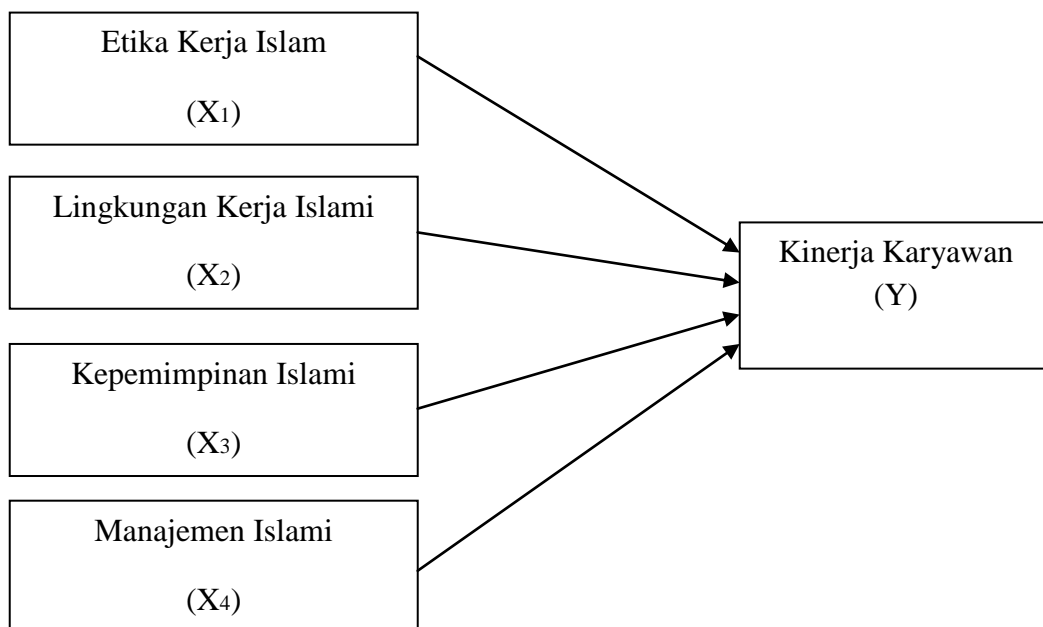 Etika Kerja Islam
(X1)
Lingkungan Kerja Islami
(X2)
Kepemimpinan Islami
(X3)
Manajemen Islami
(X4)
Kinerja Karyawan
(Y)